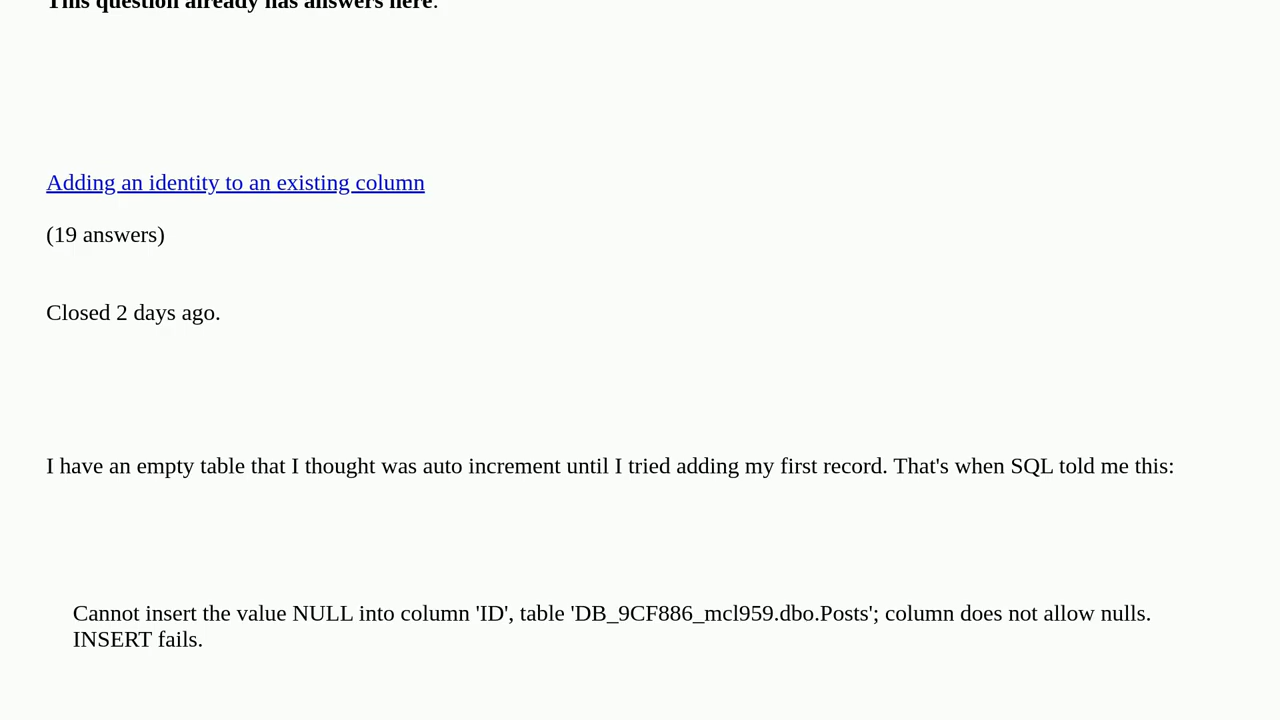 This question already has answers here:
Adding an identity to an existing column
(19 answers)
Closed 2 days ago.
I have an empty table that I thought was auto increment until I tried adding my first record. That's when SQL told me this:
Cannot insert the value NULL into column 'ID', table 'DB_9CF886_mcl959.dbo.Posts'; column does not allow nulls.
INSERT fails.